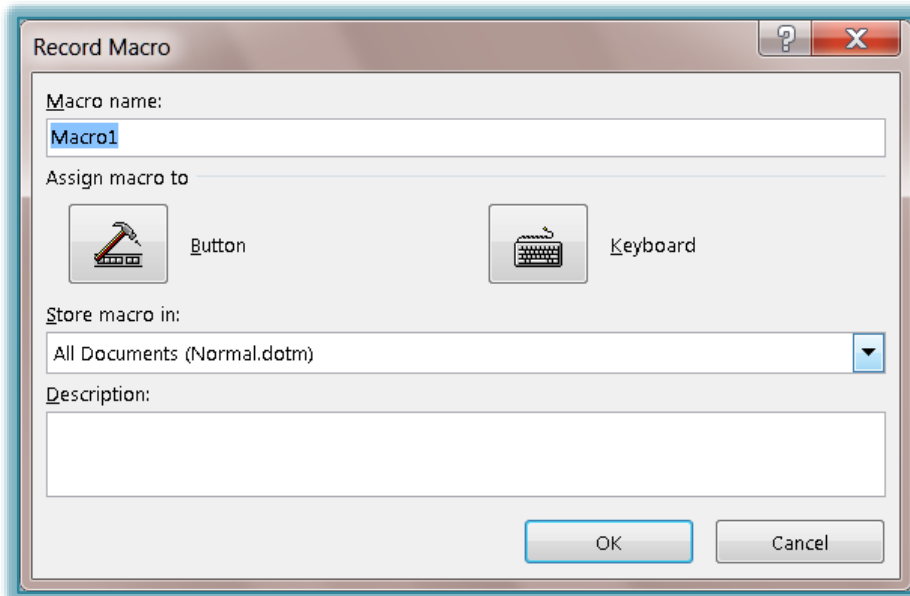 Record Macro
Macro name:
Macro1
Assign macro to
Button
Keyboard
Store macro in:
All Documents (Normal.dotm)
Description:
OK
Cancel